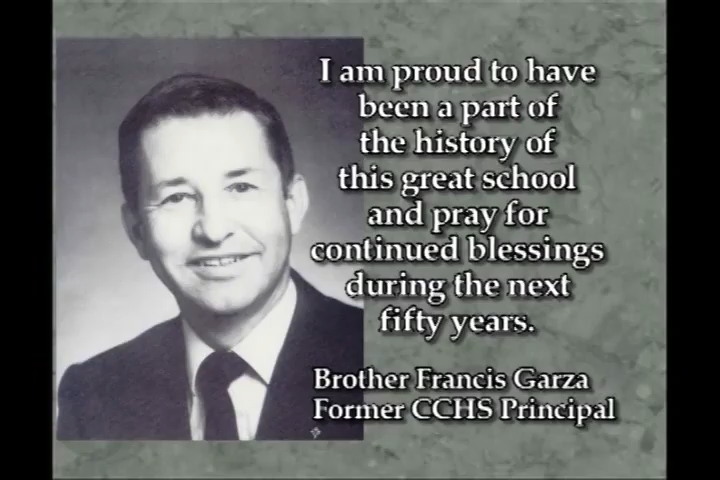 I am proud to have
been a part of
the history of
this great school
and pray for
continued blessings
during the next
fifty years.
Brother Francis Garza
Former CCHS Principal